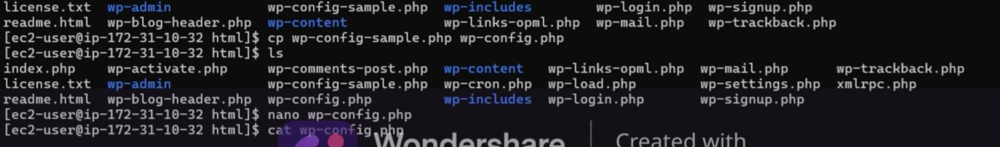 license.txt  wp-admin            wp-config-sample.php  wp-includes        wp-login.php  wp-signup.php
readme.html  wp-blog-header.php  wp-content            wp-links-opml.php  wp-mail.php   wp-trackback.php
[ec2-user@ip-172-31-10-32 html]$ cp wp-config-sample.php wp-config.php
[ec2-user@ip-172-31-10-32 html]$ ls
index.php    wp-activate.php     wp-comments-post.php  wp-content   wp-links-opml.php  wp-mail.php      wp-trackback.php
license.txt  wp-admin            wp-config-sample.php  wp-cron.php  wp-load.php        wp-settings.php  xmlrpc.php
readme.html  wp-blog-header.php  wp-config.php         wp-includes  wp-login.php       wp-signup.php
[ec2-user@ip-172-31-10-32 html]$ nano wp-config.php
[ec2-user@ip-172-31-10-32 html]$ cat wp-config.php
Wondershare Created with